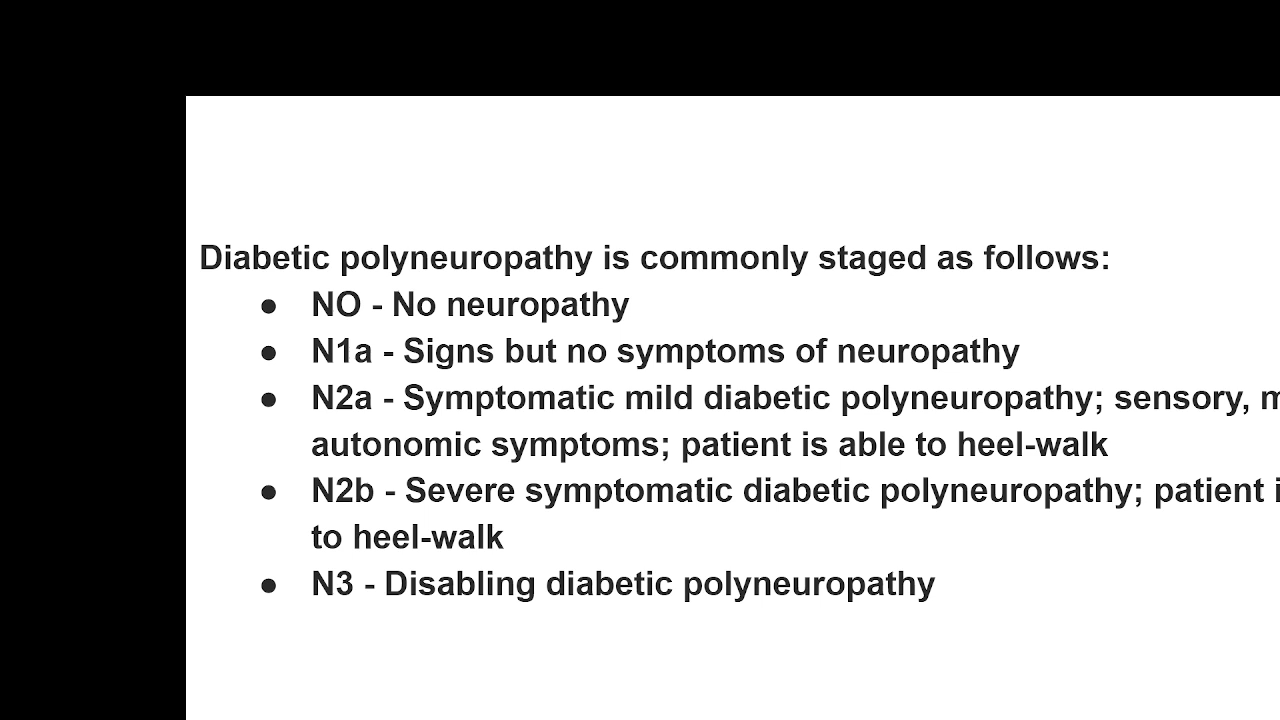 Diabetic polyneuropathy is commonly staged as follows:
● NO - No neuropathy
● N1a - Signs but no symptoms of neuropathy
● N2a - Symptomatic mild diabetic polyneuropathy; sensory,
autonomic symptoms; patient is able to heel-walk
● N2b - Severe symptomatic diabetic polyneuropathy; patient
to heel-walk
● N3 - Disabling diabetic polyneuropathy